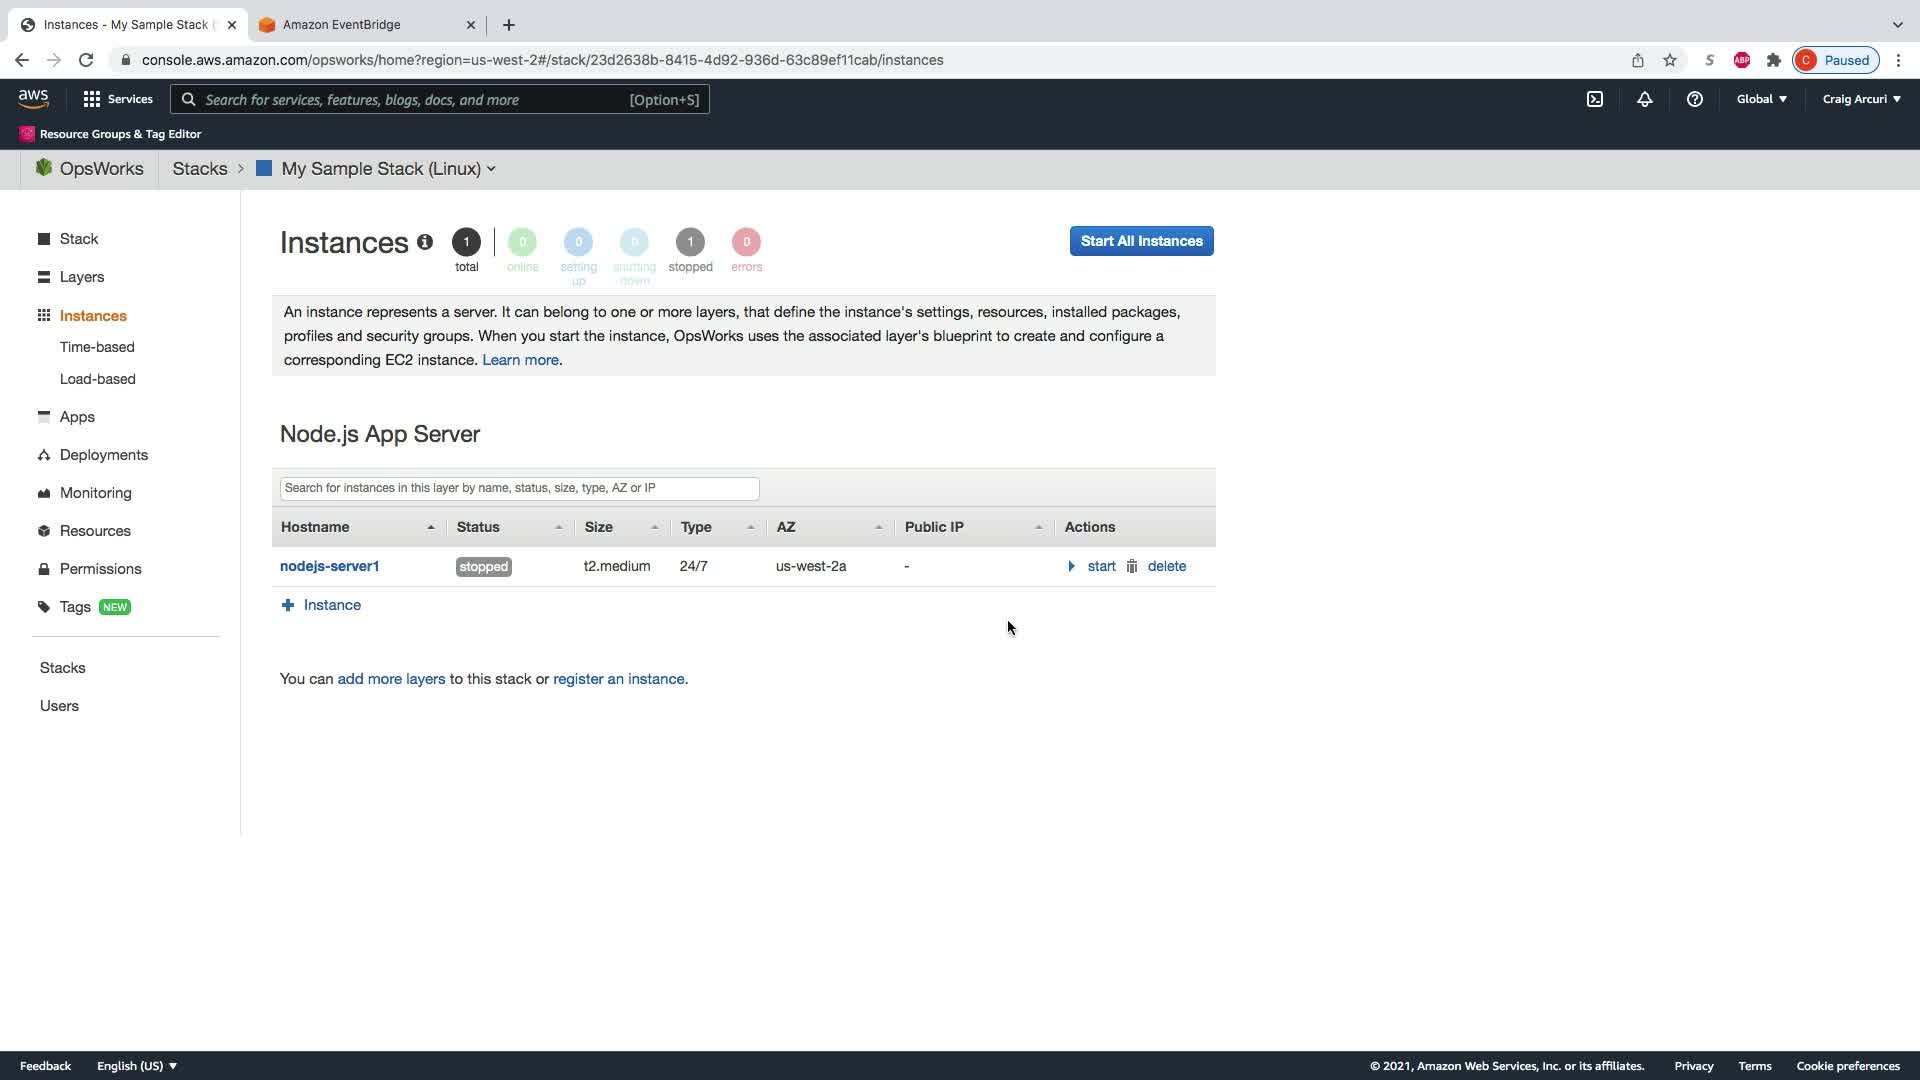 Instances - My Sample Stack (
Amazon EventBridge
console.aws.amazon.com/opsworks/home?region=us-west-2#/stack/23d2638b-8415-4d92-936d-63c89ef11cab/instances
S
ABP
C Paused
aws
Services
Search for services, features, blogs, docs, and more [Option+S]
Global
Craig Arcuri
Resource Groups & Tag Editor
OpsWorks
Stacks > My Sample Stack (Linux)
Stack
Layers
Instances
Time-based
Load-based
Apps
Deployments
Monitoring
Resources
Permissions
Tags NEW
Stacks
Users
Instances
1 total
0 online
0 setting up
0 shutting down
1 stopped
0 errors
Start All Instances
An instance represents a server. It can belong to one or more layers, that define the instance's settings, resources, installed packages,
profiles and security groups. When you start the instance, OpsWorks uses the associated layer's blueprint to create and configure a
corresponding EC2 instance. Learn more.
Node.js App Server
Search for instances in this layer by name, status, size, type, AZ or IP
Hostname Status Size Type AZ Public IP Actions
nodejs-server1 stopped t2.medium 24/7 us-west-2a - start delete
Instance
You can add more layers to this stack or register an instance.
Feedback English (US) © 2021, Amazon Web Services, Inc. or its affiliates. Privacy Terms Cookie preferences